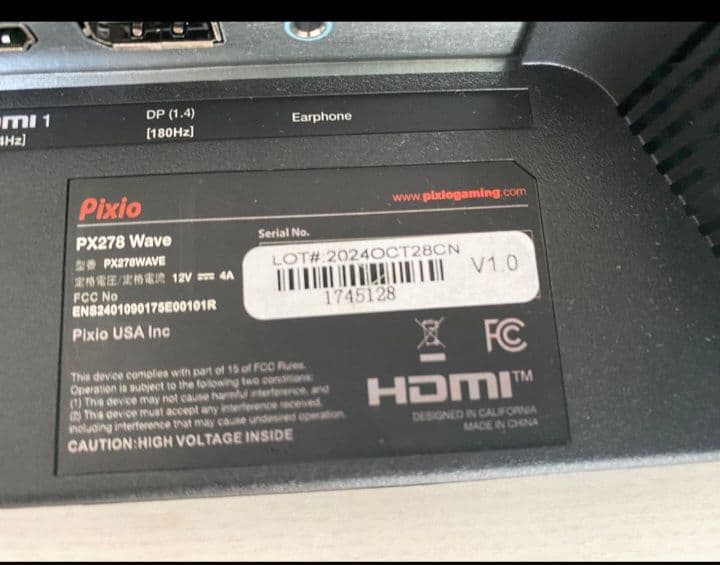 mi 1
DP (1.4)
Earphone
4Hz]
[180Hz]
Pixio
www.pixiogaming.com
PX278 Wave
Serial No.
型番 PX278WAVE
定格電圧/定格電流 12V ⎓ 4A
FCC No
ENS2401090175E00101R
Pixio USA Inc
LOT#:2024OCT28CN
V1.0
1745128
This device complies with part of 15 of FCC Rules.
Operation is subject to the following two conditions:
(1) This device may not cause harmful interference, and
(2) This device must accept any interference received,
including interference that may cause undesired operation.
CAUTION:HIGH VOLTAGE INSIDE
FC
HDMI™
DESIGNED IN CALIFORNIA
MADE IN CHINA